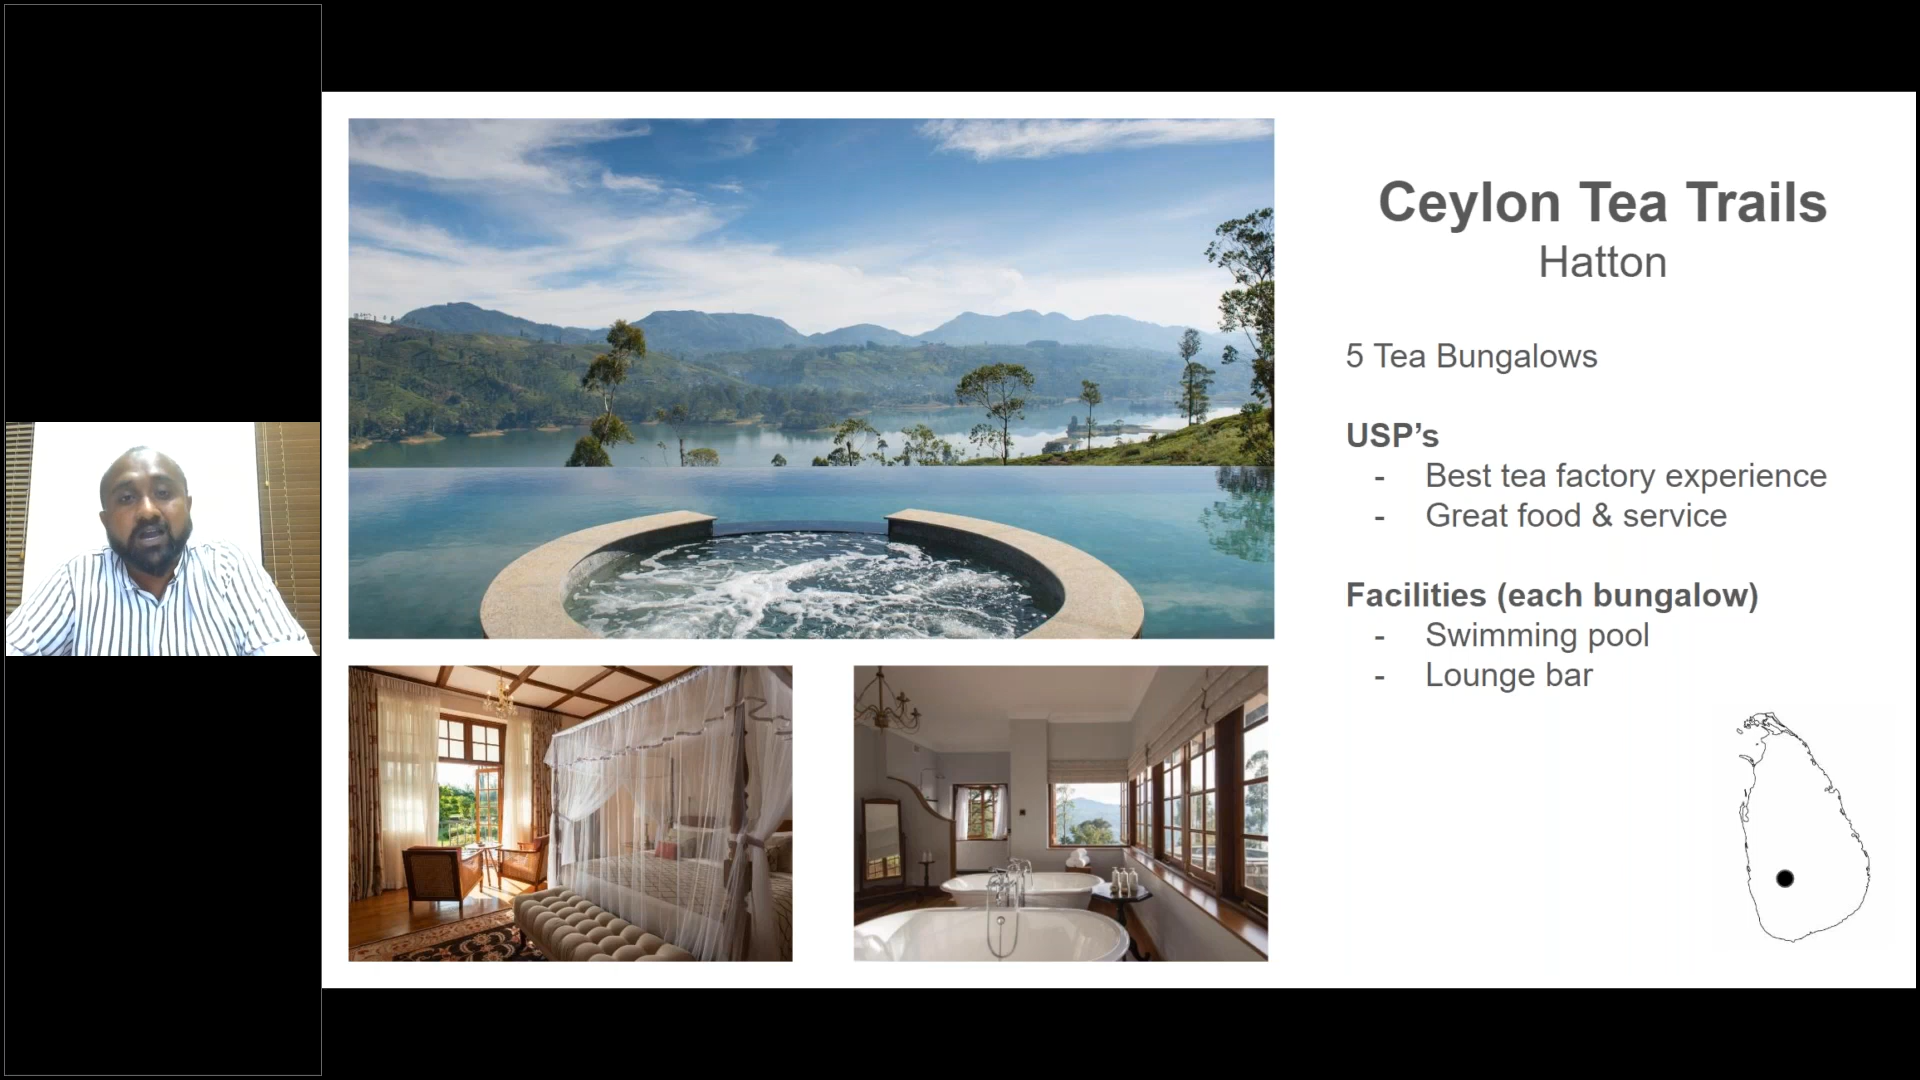 Ceylon Tea Trails
Hatton
5 Tea Bungalows
USP’s
- Best tea factory experience
- Great food & service
Facilities (each bungalow)
- Swimming pool
- Lounge bar